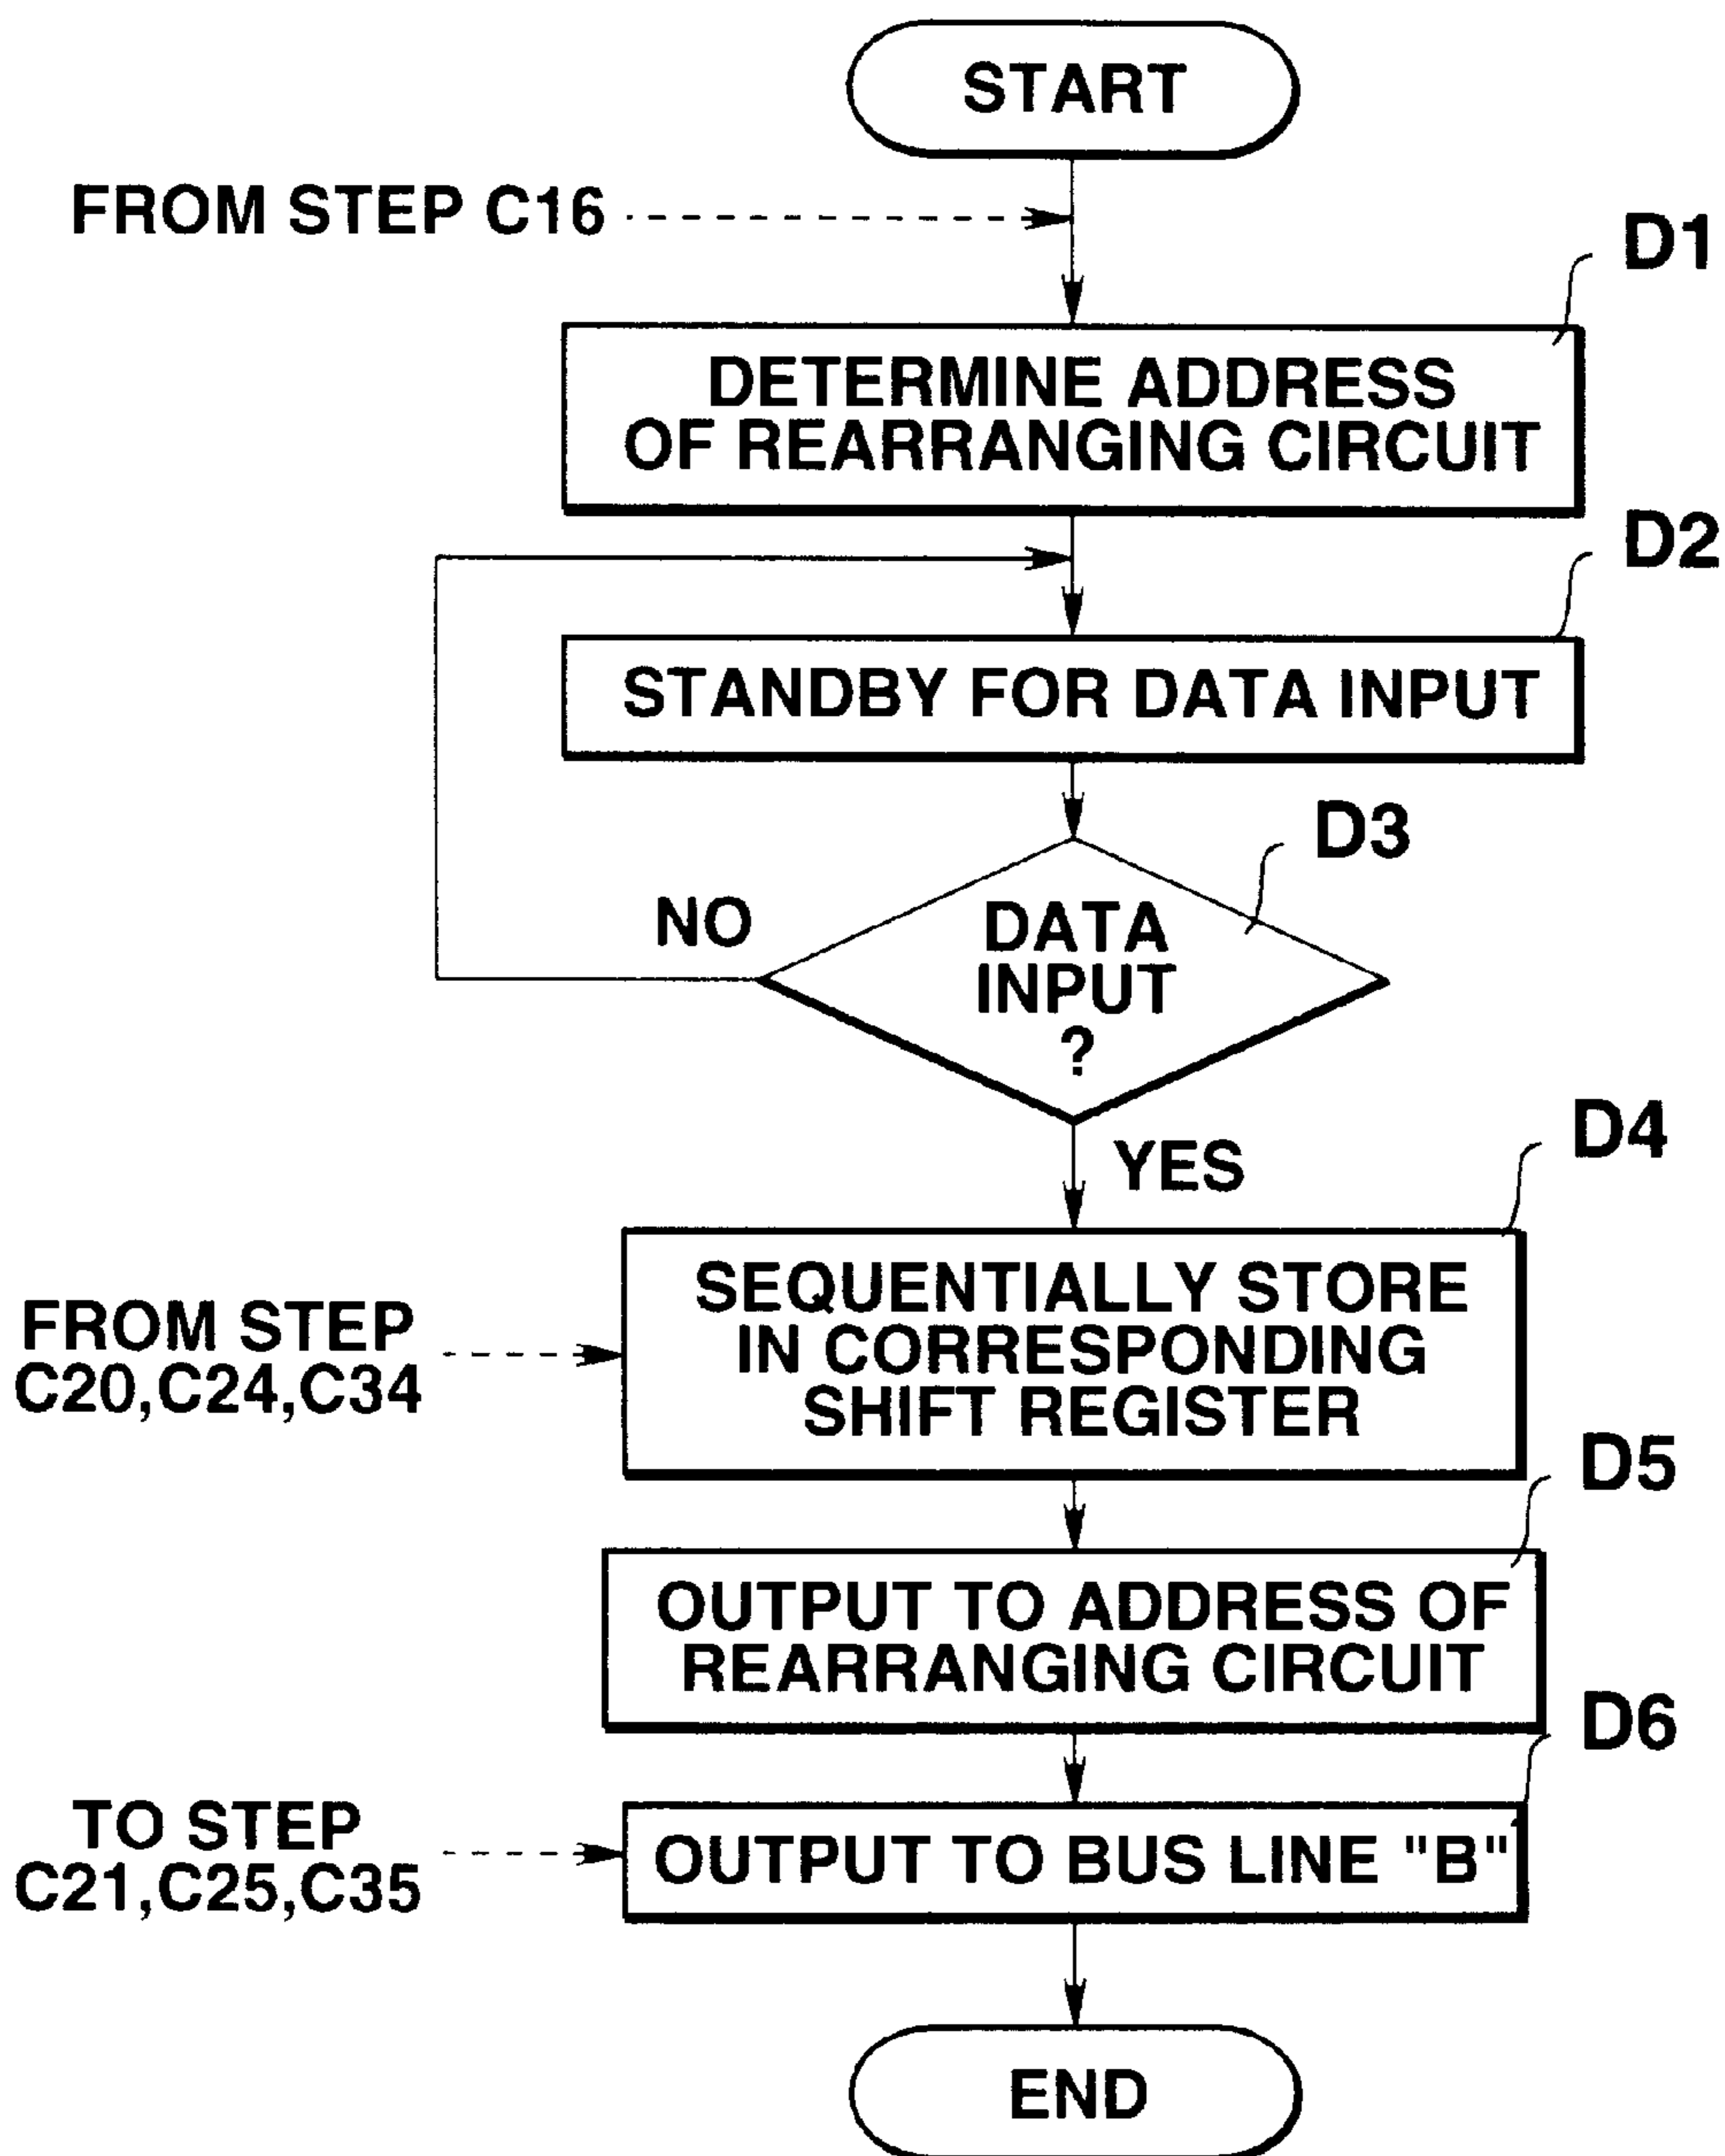 START
FROM STEP C16
D1
DETERMINE ADDRESS
OF REARRANGING CIRCUIT
D2
STANDBY FOR DATA INPUT
D3
NO
DATA
INPUT
?
YES
D4
SEQUENTIALLY STORE
IN CORRESPONDING
SHIFT REGISTER
FROM STEP
C20,C24,C34
D5
OUTPUT TO ADDRESS OF
REARRANGING CIRCUIT
D6
TO STEP
C21,C25,C35
OUTPUT TO BUS LINE "B"
END